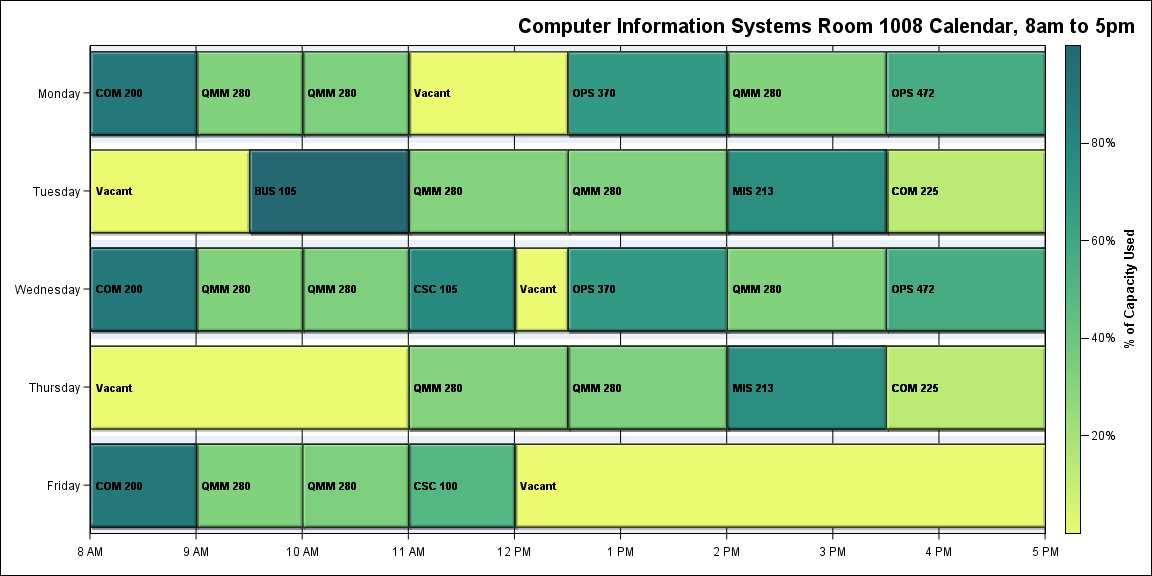 Computer Information Systems Room 1008 Calendar, 8am to 5pm
Monday
COM 200
QMM 280
QMM 280
Vacant
OPS 370
QMM 280
OPS 472
Tuesday
Vacant
BUS 105
QMM 280
QMM 280
MIS 213
COM 225
Wednesday
COM 200
QMM 280
QMM 280
CSC 105
Vacant
OPS 370
QMM 280
OPS 472
Thursday
Vacant
QMM 280
QMM 280
MIS 213
COM 225
Friday
COM 200
QMM 280
QMM 280
CSC 100
Vacant
8 AM
9 AM
10 AM
11 AM
12 PM
1 PM
2 PM
3 PM
4 PM
5 PM
80%
60%
40%
20%
% of Capacity Used